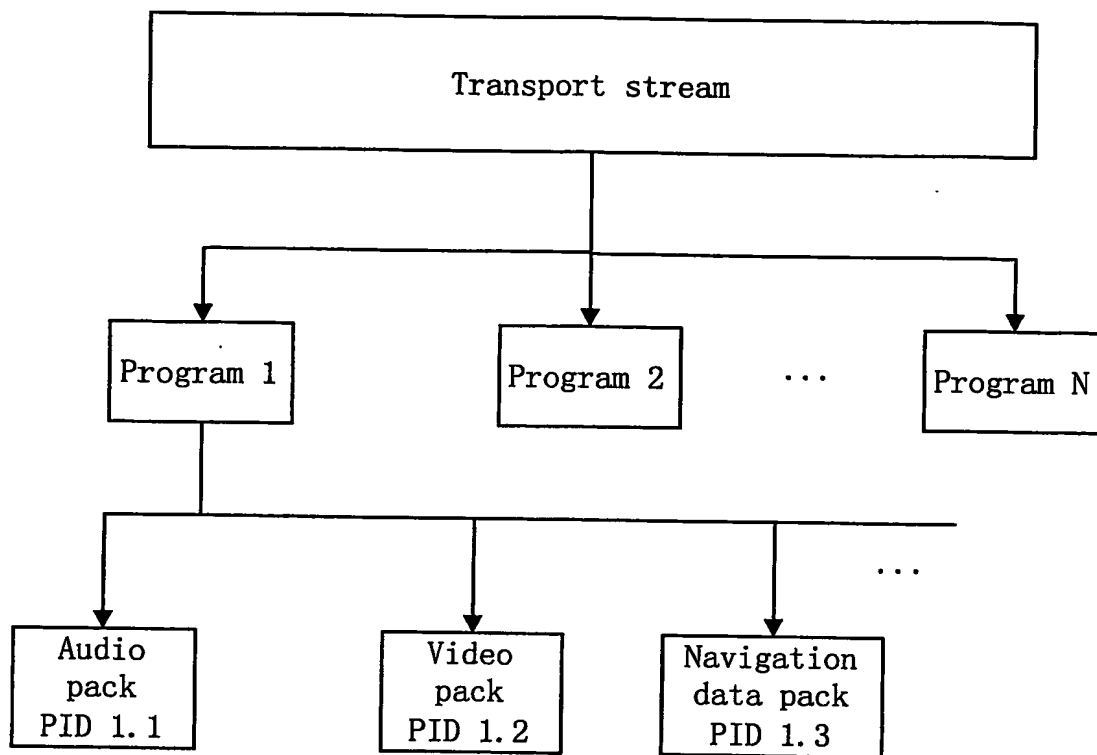 Transport stream
Program 1
Program 2
...
Program N
...
Audio
pack
PID 1.1
Video
pack
PID 1.2
Navigation
data pack
PID 1.3